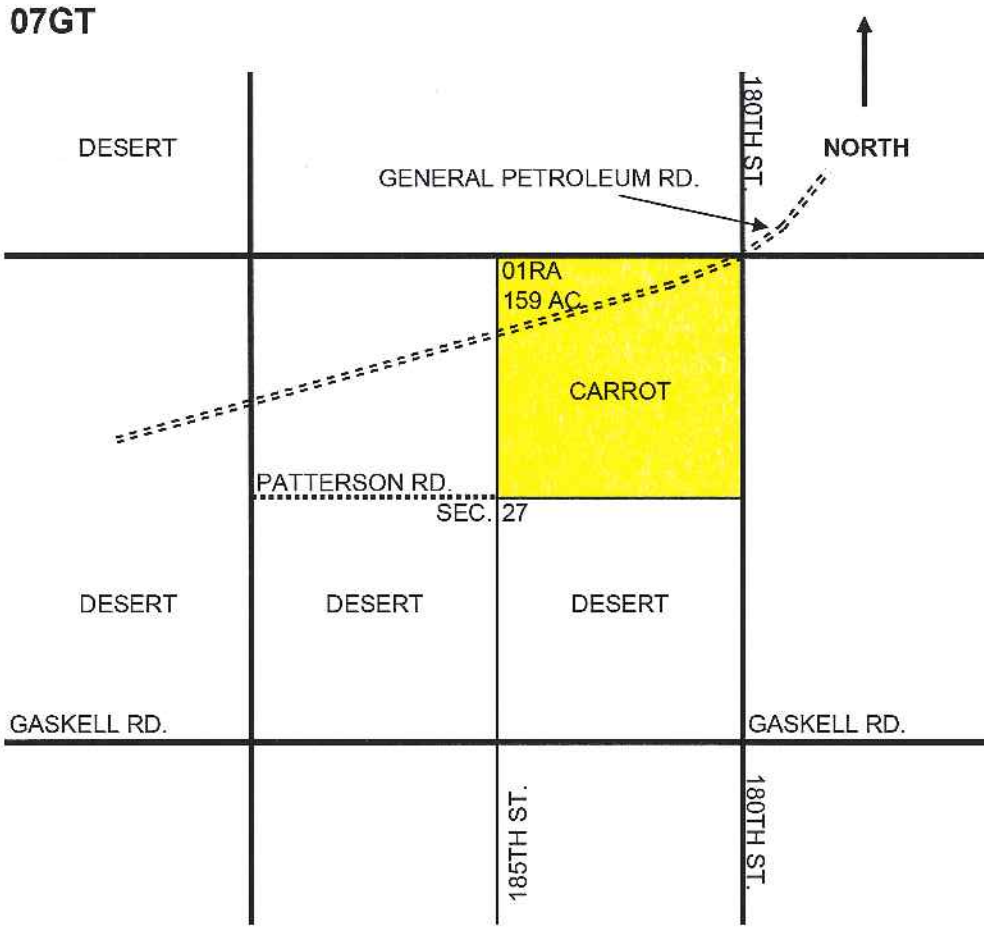 07GT
DESERT
180TH ST.
NORTH
GENERAL PETROLEUM RD.
01RA
159 AC
CARROT
PATTERSON RD.
SEC. 27
DESERT
DESERT
DESERT
GASKELL RD.
GASKELL RD.
185TH ST.
180TH ST.